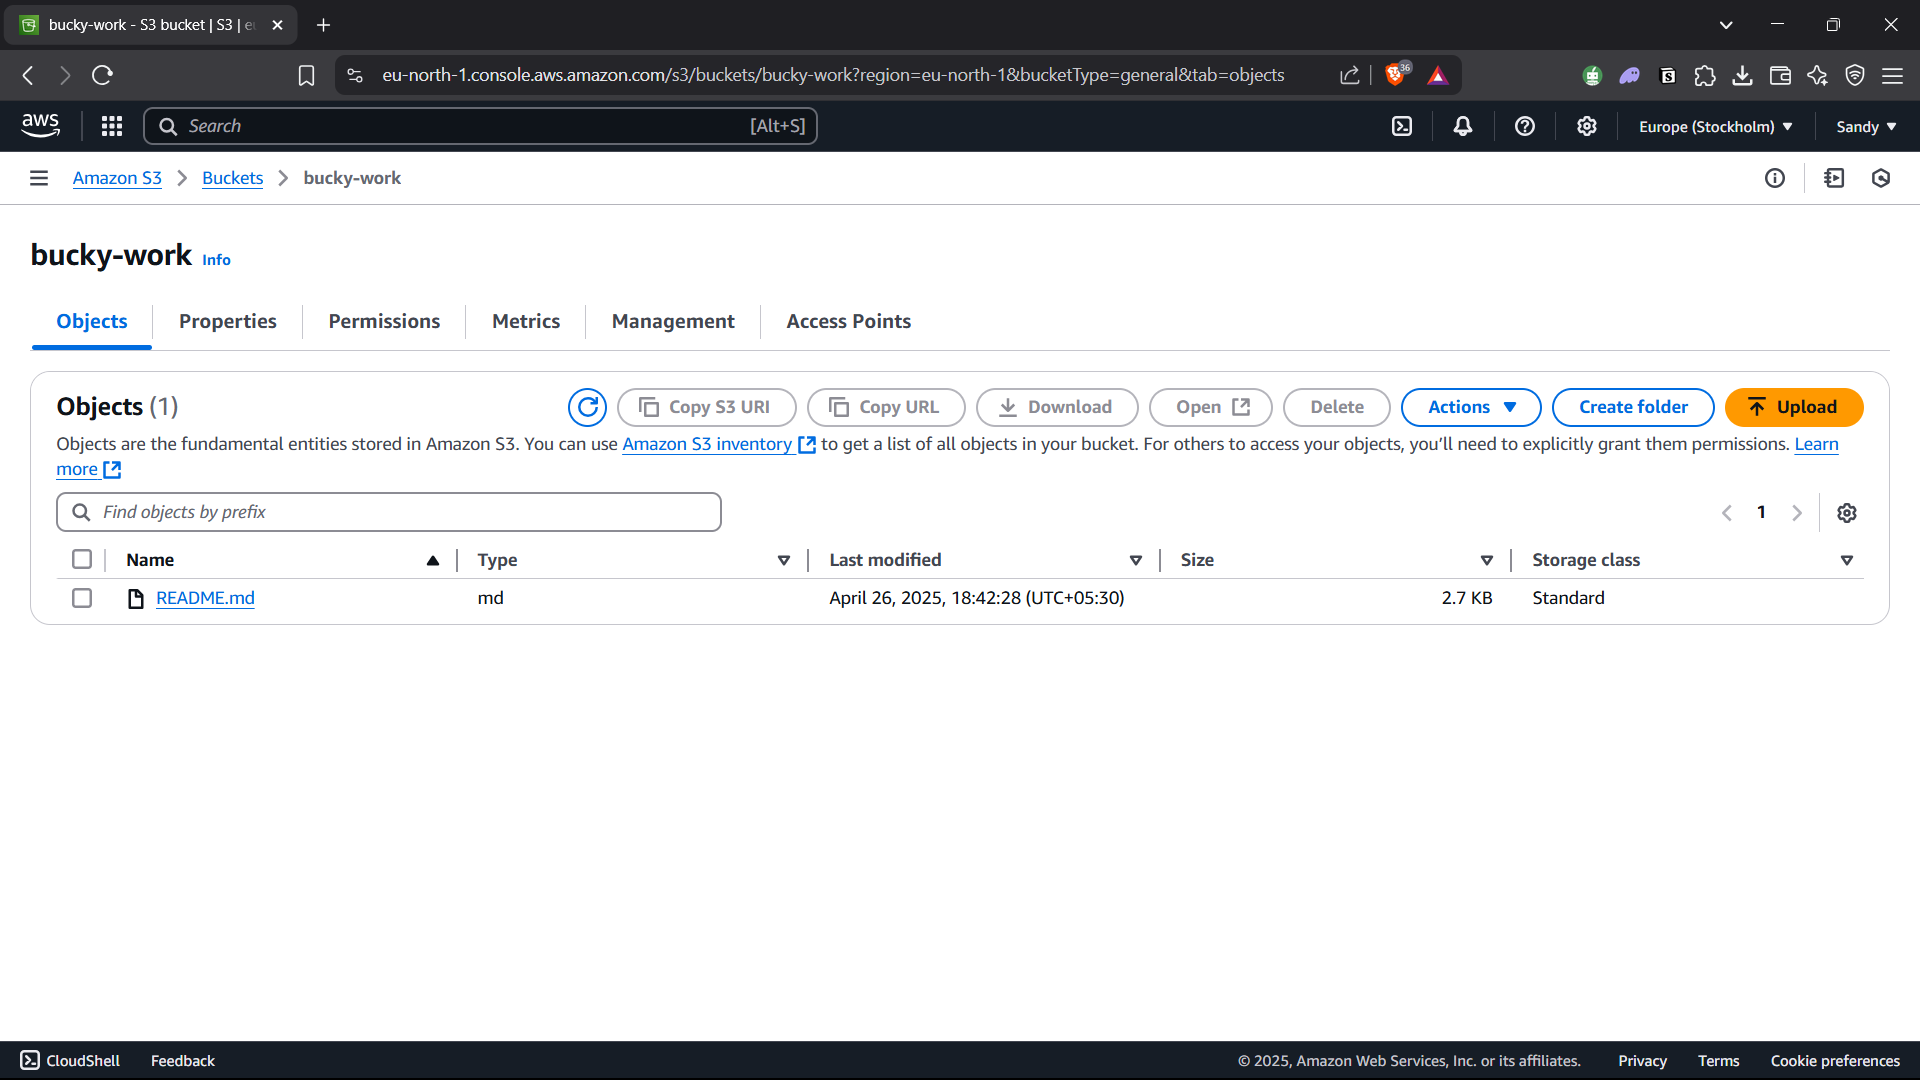 bucky-work - S3 bucket | S3 | eu
eu-north-1.console.aws.amazon.com/s3/buckets/bucky-work?region=eu-north-1&bucketType=general&tab=objects
36
aws
Search
[Alt+S]
Europe (Stockholm)
Sandy
Amazon S3
Buckets
bucky-work
bucky-work Info
Objects
Properties
Permissions
Metrics
Management
Access Points
Objects (1)
Copy S3 URI
Copy URL
Download
Open
Delete
Actions
Create folder
Upload
Objects are the fundamental entities stored in Amazon S3. You can use Amazon S3 inventory to get a list of all objects in your bucket. For others to access your objects, you’ll need to explicitly grant them permissions. Learn
more
Find objects by prefix
1
Name
Type
Last modified
Size
Storage class
README.md
md
April 26, 2025, 18:42:28 (UTC+05:30)
2.7 KB
Standard
CloudShell
Feedback
© 2025, Amazon Web Services, Inc. or its affiliates.
Privacy
Terms
Cookie preferences